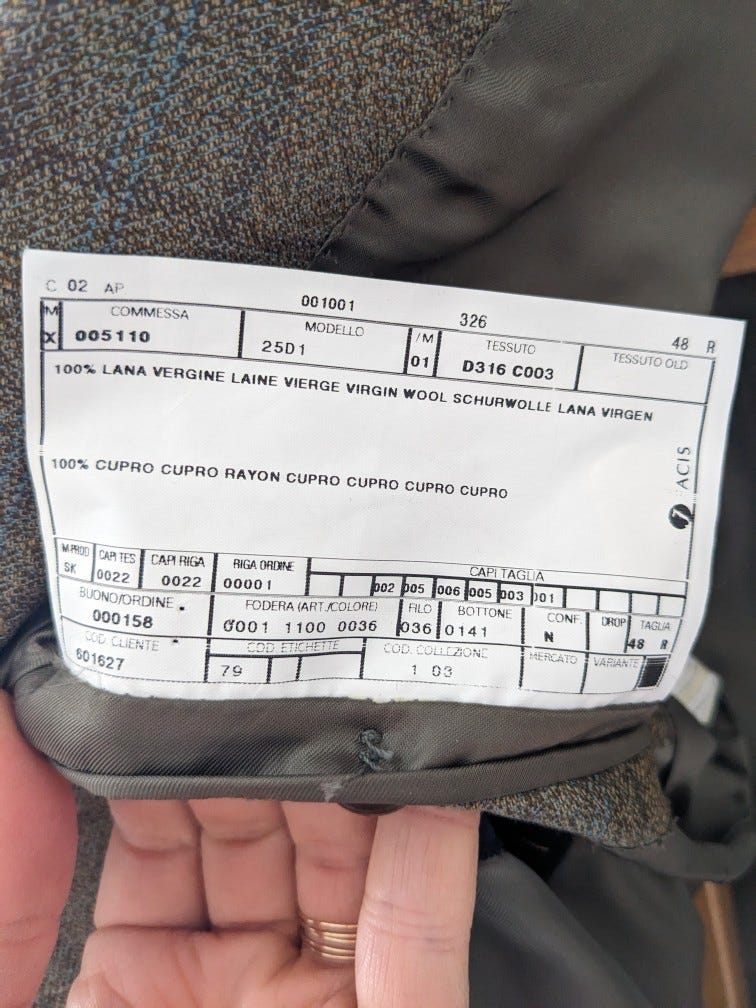 C 02 AP 001001 326 48 R
M COMMESSA MODELLO /M TESSUTO TESSUTO OLD
X 005110 25D1 01 D316 C003
100% LANA VERGINE LAINE VIERGE VIRGIN WOOL SCHURWOLLE LANA VIRGEN
100% CUPRO CUPRO RAYON CUPRO CUPRO CUPRO CUPRO
ACIS
M-PROD CAPI TES CAPI RIGA RIGA ORDINE CAPI TAGLIA
SK 0022 0022 00001 002 005 006 005 003 001
BUONO/ORDINE FODERA (ART./COLORE) FILO BOTTONE CONF. DROP TAGLIA
000158 0001 1100 0036 036 0141 N 48 R
COD. CLIENTE COD. ETICHETTE COD. COLLEZIONE MERCATO VARIANTE
601627 79 1 03